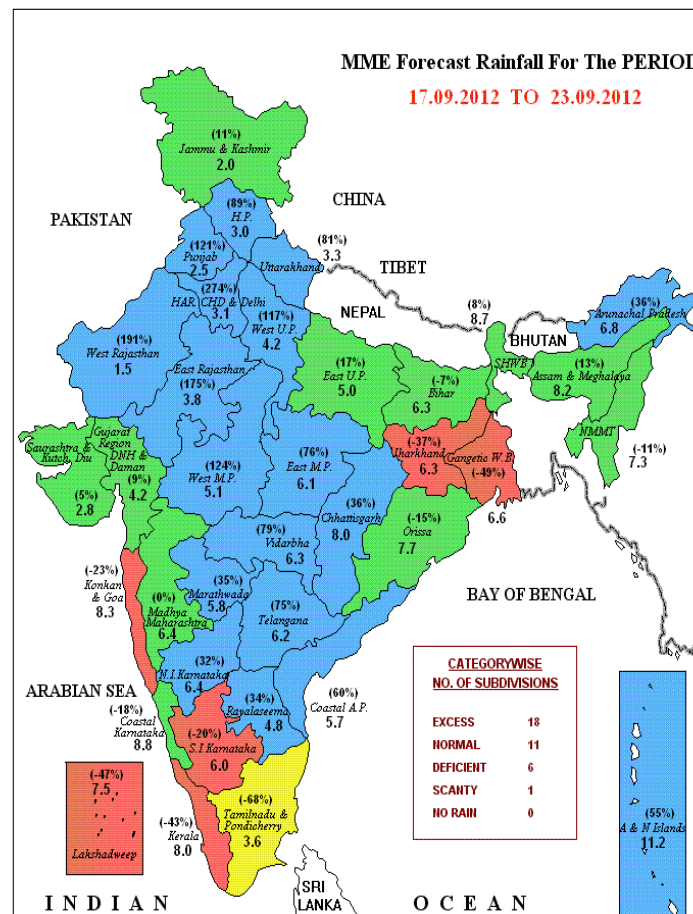 MME Forecast Rainfall For The PERIOD
17.09.2012 TO 23.09.2012
(11%)
Jammu & Kashmir
2.0
CHINA
PAKISTAN
(89%)
H.P.
3.0
(121%)
Punjab
2.5
(81%)
3.3
Uttarakhand
TIBET
(274%)
HAR. CHD & Delhi
3.1
(117%)
West U.P.
4.2
NEPAL
(8%)
8.7
BHUTAN
(36%)
Arunachal Pradesh
6.8
(191%)
West Rajasthan
1.5
East Rajasthan
(175%)
3.8
(17%)
East U.P.
5.0
(-7%)
Bihar
6.3
SHWB
(13%)
Assam & Meghalaya
8.2
NMMT
(-11%)
7.3
Gujarat
Region
DNH &
Daman
(9%)
4.2
Saurashtra &
Kutch, Diu
(5%)
2.8
(124%)
West M.P.
5.1
(76%)
East M.P.
6.1
(-37%)
Jharkhand
6.3
Gangetic W.B.
(-49%)
6.6
(36%)
Chhattisgarh
8.0
(-15%)
Orissa
7.7
(79%)
Vidarbha
6.3
(-23%)
Konkan
& Goa
8.3
(0%)
Madhya
Maharashtra
6.4
(35%)
Marathwada
5.8
(75%)
Telangana
6.2
BAY OF BENGAL
(32%)
N.I.Karnataka
6.4
(34%)
Rayalaseema
4.8
(60%)
Coastal A.P.
5.7
ARABIAN SEA
(-18%)
Coastal
Karnataka
8.8
(-20%)
S.I.Karnataka
6.0
(-47%)
7.5
Lakshadweep
(-43%)
Kerala
8.0
(-68%)
Tamilnadu &
Pondicherry
3.6
CATEGORYWISE
NO. OF SUBDIVISIONS
EXCESS 18
NORMAL 11
DEFICIENT 6
SCANTY 1
NO RAIN 0
(55%)
A & N Islands
11.2
SRI
LANKA
INDIAN OCEAN